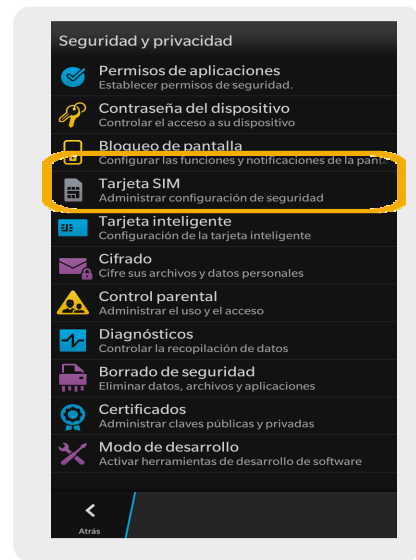 Seguridad y privacidad
Permisos de aplicaciones
Establecer permisos de seguridad.
Contraseña del dispositivo
Controlar el acceso a su dispositivo
Bloqueo de pantalla
Configurar las funciones y notificaciones de la pant...
Tarjeta SIM
Administrar configuración de seguridad
Tarjeta inteligente
Configuración de la tarjeta inteligente
Cifrado
Cifre sus archivos y datos personales
Control parental
Administrar el uso y el acceso
Diagnósticos
Controlar la recopilación de datos
Borrado de seguridad
Eliminar datos, archivos y aplicaciones
Certificados
Administrar claves públicas y privadas
Modo de desarrollo
Activar herramientas de desarrollo de software
Atrás